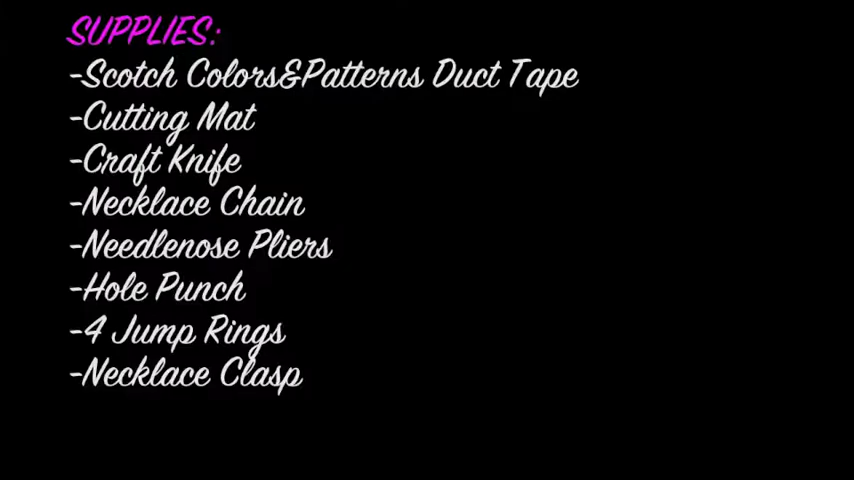 SUPPLIES:
-Scotch Colors&Patterns Duct Tape
-Cutting Mat
-Craft Knife
-Necklace Chain
-Needlenose Pliers
-Hole Punch
-4 Jump Rings
-Necklace Clasp